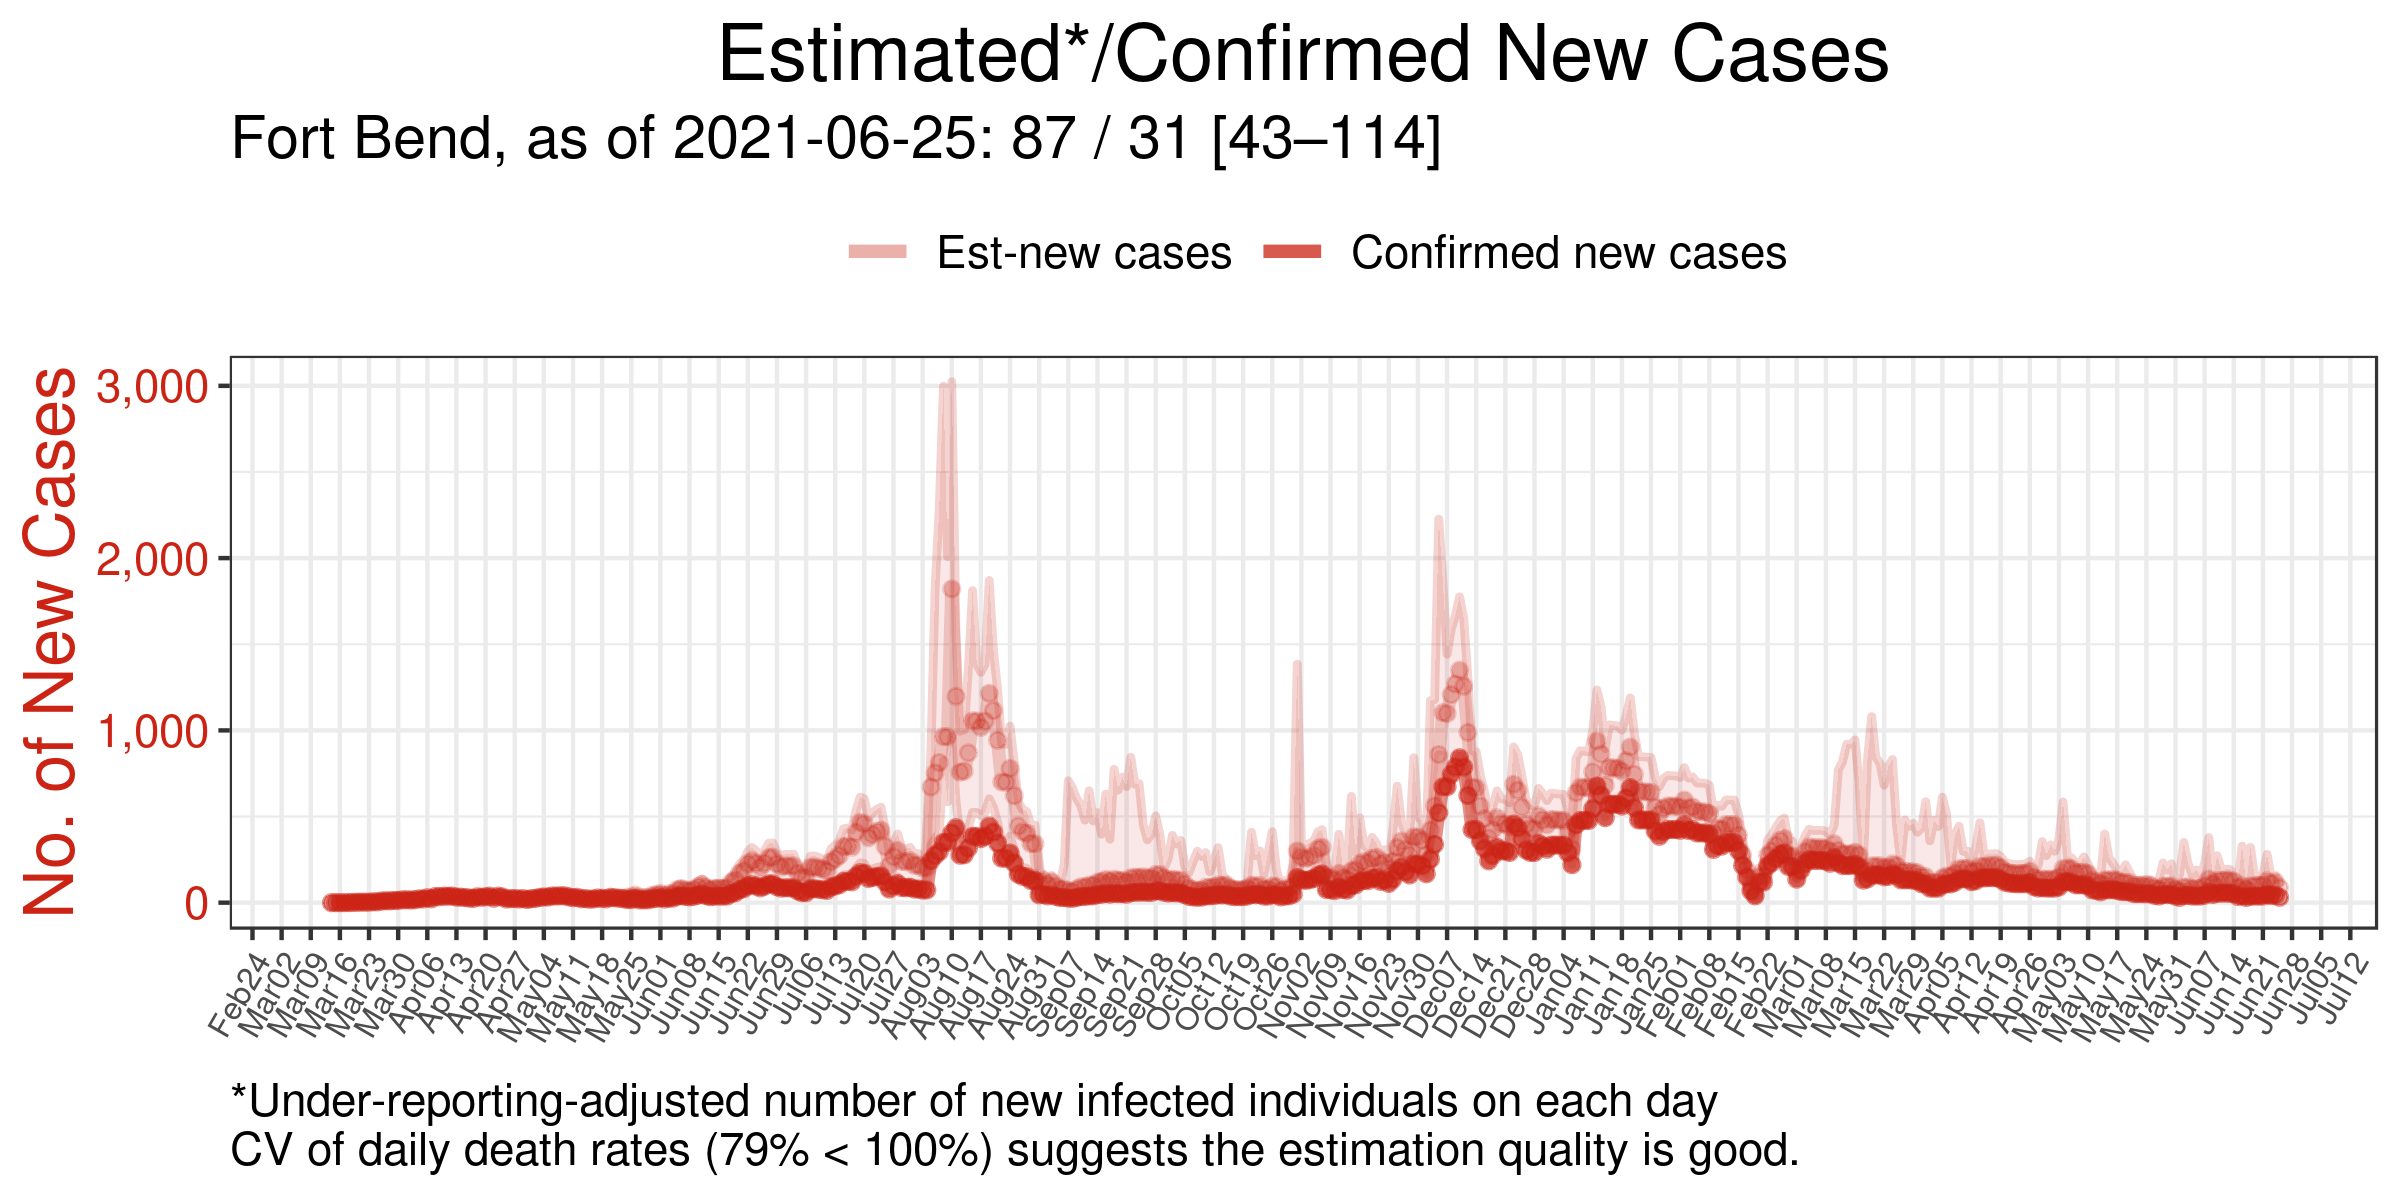 Estimated*/Confirmed New Cases
Fort Bend, as of 2021-06-25: 87 / 31 [43–114]
Est-new cases Confirmed new cases
No. of New Cases
3,000
2,000
1,000
0
Feb24 Mar02 Mar09 Mar16 Mar23 Mar30 Apr06 Apr13 Apr20 Apr27 May04 May11 May18 May25 Jun01 Jun08 Jun15 Jun22 Jun29 Jul06 Jul13 Jul20 Jul27 Aug03 Aug10 Aug17 Aug24 Aug31 Sep07 Sep14 Sep21 Sep28 Oct05 Oct12 Oct19 Oct26 Nov02 Nov09 Nov16 Nov23 Nov30 Dec07 Dec14 Dec21 Dec28 Jan04 Jan11 Jan18 Jan25 Feb01 Feb08 Feb15 Feb22 Mar01 Mar08 Mar15 Mar22 Mar29 Apr05 Apr12 Apr19 Apr26 May03 May10 May17 May24 May31 Jun07 Jun14 Jun21 Jun28 Jul05 Jul12
*Under-reporting-adjusted number of new infected individuals on each day
CV of daily death rates (79% < 100%) suggests the estimation quality is good.